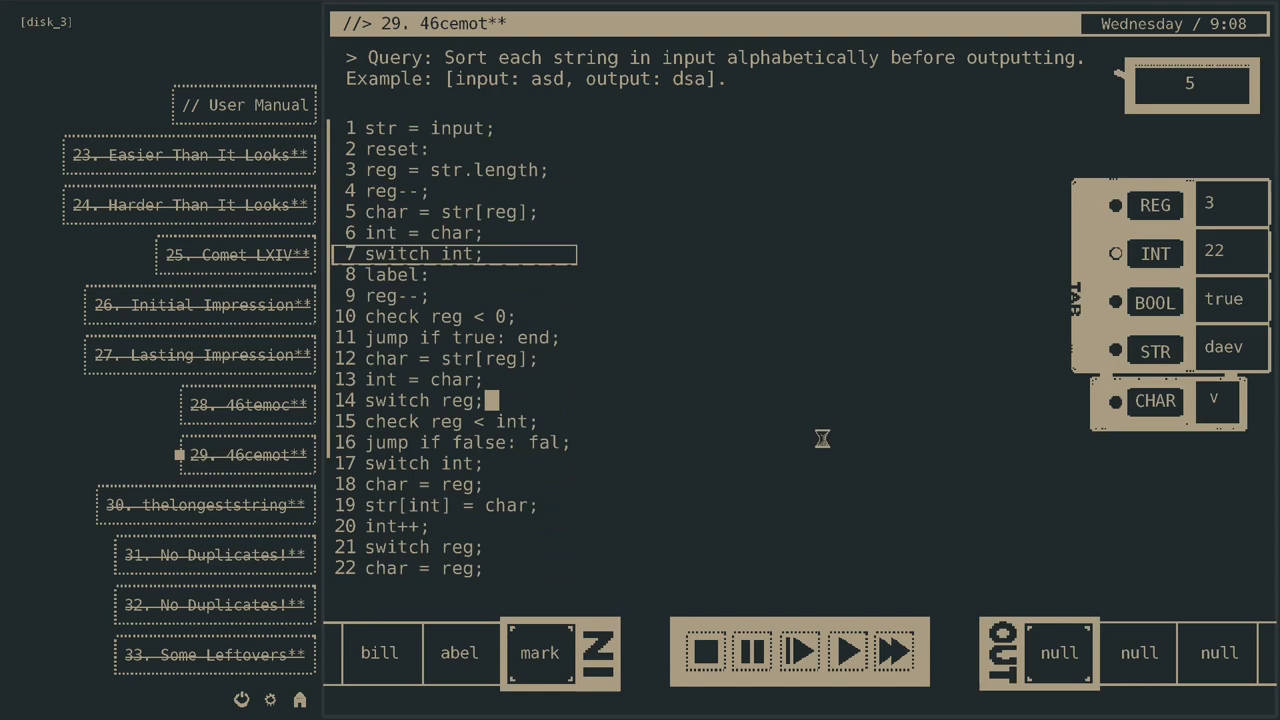 [disk_3]
//> 29. 46cemot**
Wednesday / 9:08
> Query: Sort each string in input alphabetically before outputting.
Example: [input: asd, output: dsa].
5
// User Manual
23. Easier Than It Looks**
24. Harder Than It Looks**
25. Comet LXIV**
26. Initial Impression**
27. Lasting Impression**
28. 46temoc**
29. 46cemot**
30. thelongeststring**
31. No Duplicates!**
32. No Duplicates!**
33. Some Leftovers**
1 str = input;
2 reset:
3 reg = str.length;
4 reg--;
5 char = str[reg];
6 int = char;
7 switch int;
8 label:
9 reg--;
10 check reg < 0;
11 jump if true: end;
12 char = str[reg];
13 int = char;
14 switch reg;
15 check reg < int;
16 jump if false: fal;
17 switch int;
18 char = reg;
19 str[int] = char;
20 int++;
21 switch reg;
22 char = reg;
TAP
REG 3
INT 22
BOOL true
STR daev
CHAR v
bill abel mark IN
OUT null null null